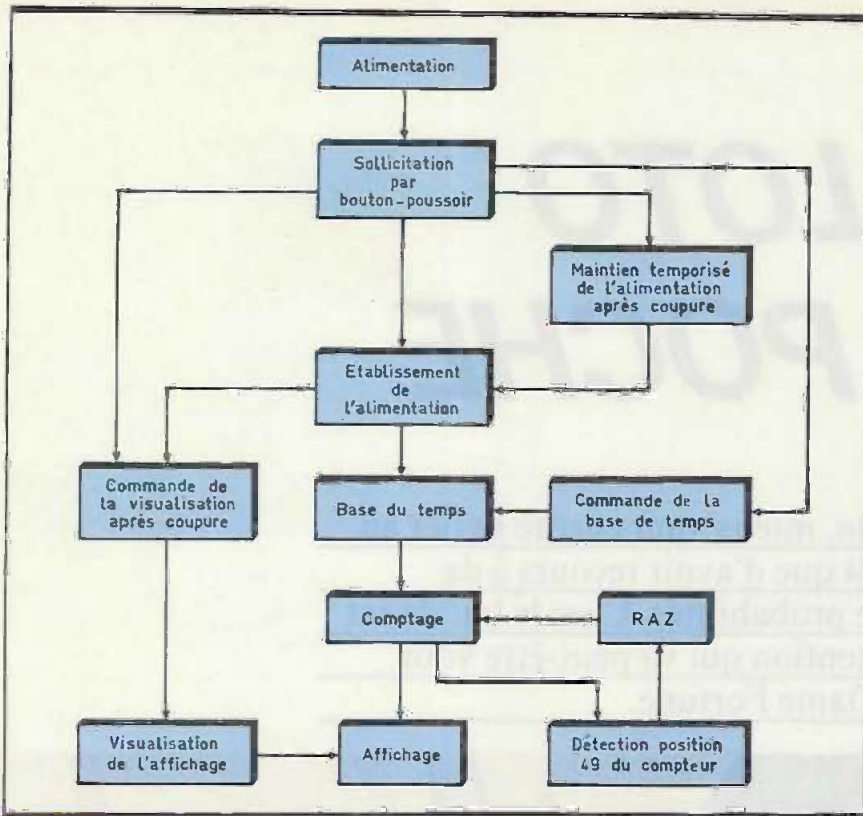 Alimentation
Sollicitation
par
bouton-poussoir
Maintien temporisé
de l'alimentation
après coupure
Etablissement
de
l'alimentation
Commande de
la visualisation
après coupure
Base du temps
Commande de la
base de temps
Comptage
RAZ
Visualisation
de l'affichage
Affichage
Détection position
49 du compteur